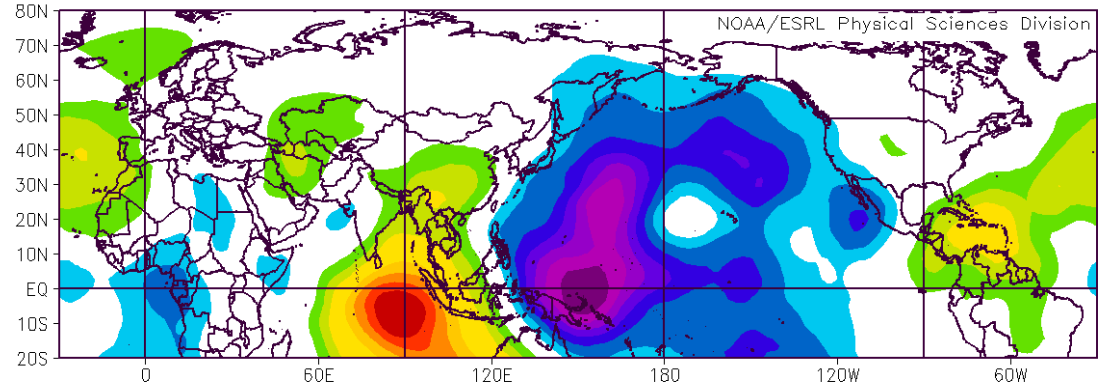 80N
NOAA/ESRL Physical Sciences Division
70N
60N
50N
40N
30N
20N
10N
EQ
10S
20S
0 60E 120E 180 120W 60W